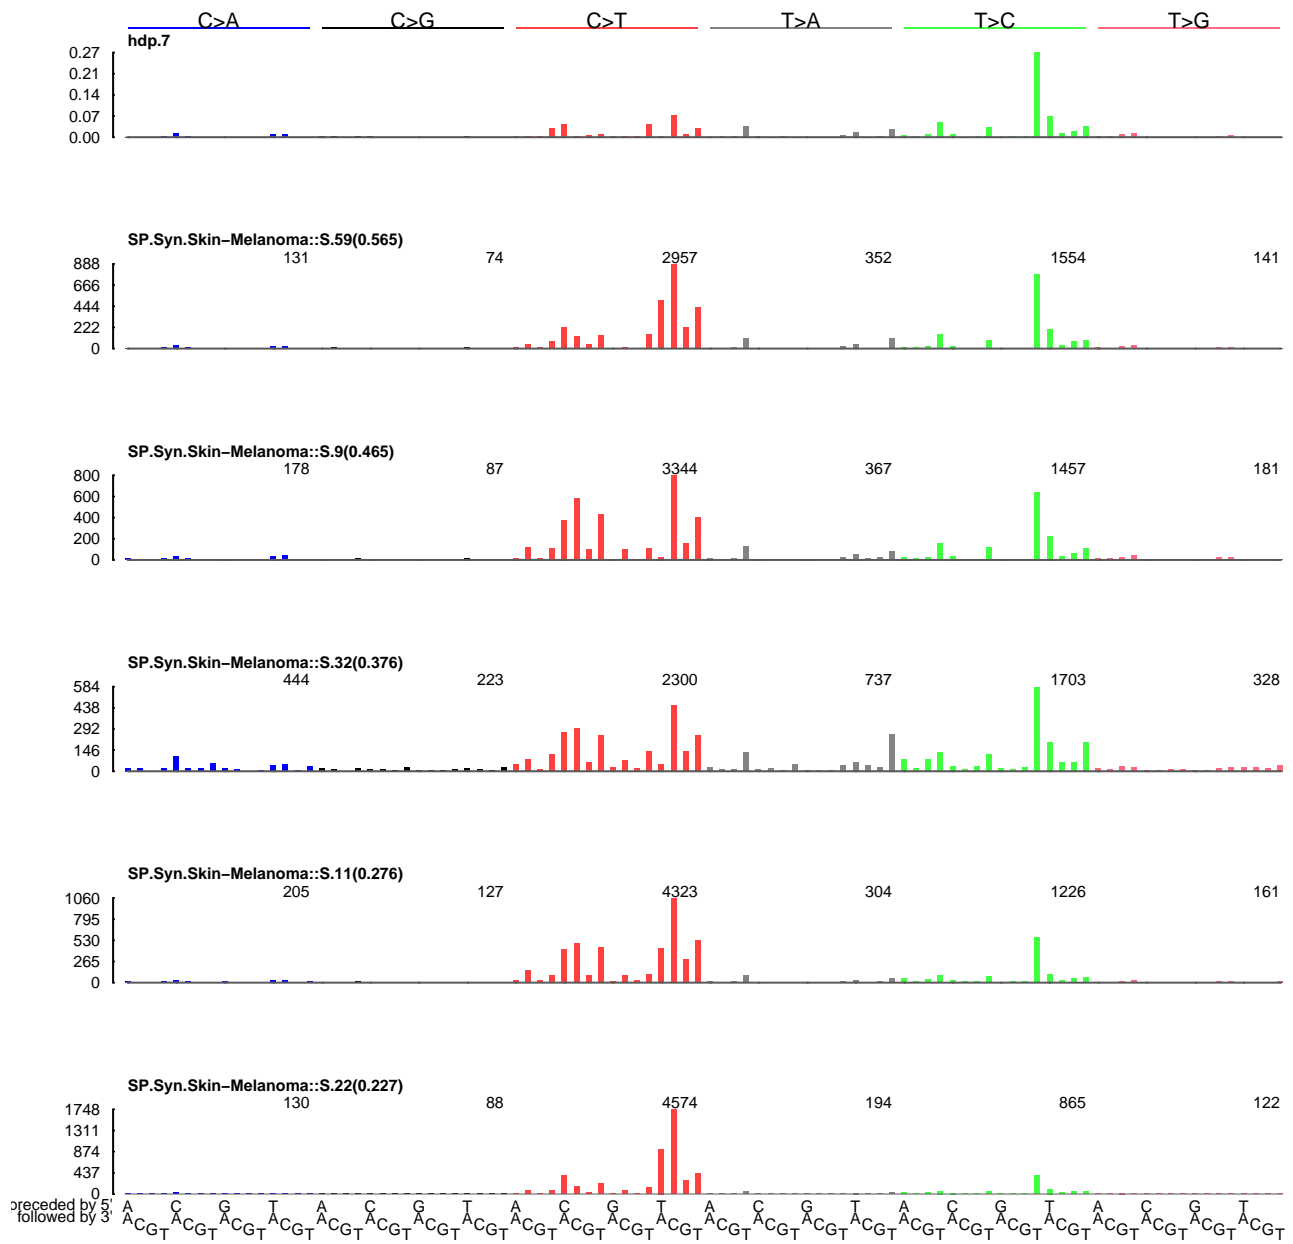 C>A C>G C>T T>A T>C T>G
hdp.7
0.27
0.21
0.14
0.07
0.00
SP.Syn.Skin−Melanoma::S.59(0.565)
131 74 2957 352 1554 141
888
666
444
222
0
SP.Syn.Skin−Melanoma::S.9(0.465)
178 87 3344 367 1457 181
800
600
400
200
0
SP.Syn.Skin−Melanoma::S.32(0.376)
444 223 2300 737 1703 328
584
438
292
146
0
SP.Syn.Skin−Melanoma::S.11(0.276)
205 127 4323 304 1226 161
1060
795
530
265
0
SP.Syn.Skin−Melanoma::S.22(0.227)
130 88 4574 194 865 122
1748
1311
874
437
0
preceded by 5' A C G T A C G T A C G T A C G T A C G T A C G T
followed by 3' A C G T A C G T A C G T A C G T A C G T A C G T A C G T A C G T A C G T A C G T A C G T A C G T A C G T A C G T A C G T A C G T A C G T A C G T A C G T A C G T A C G T A C G T A C G T A C G T